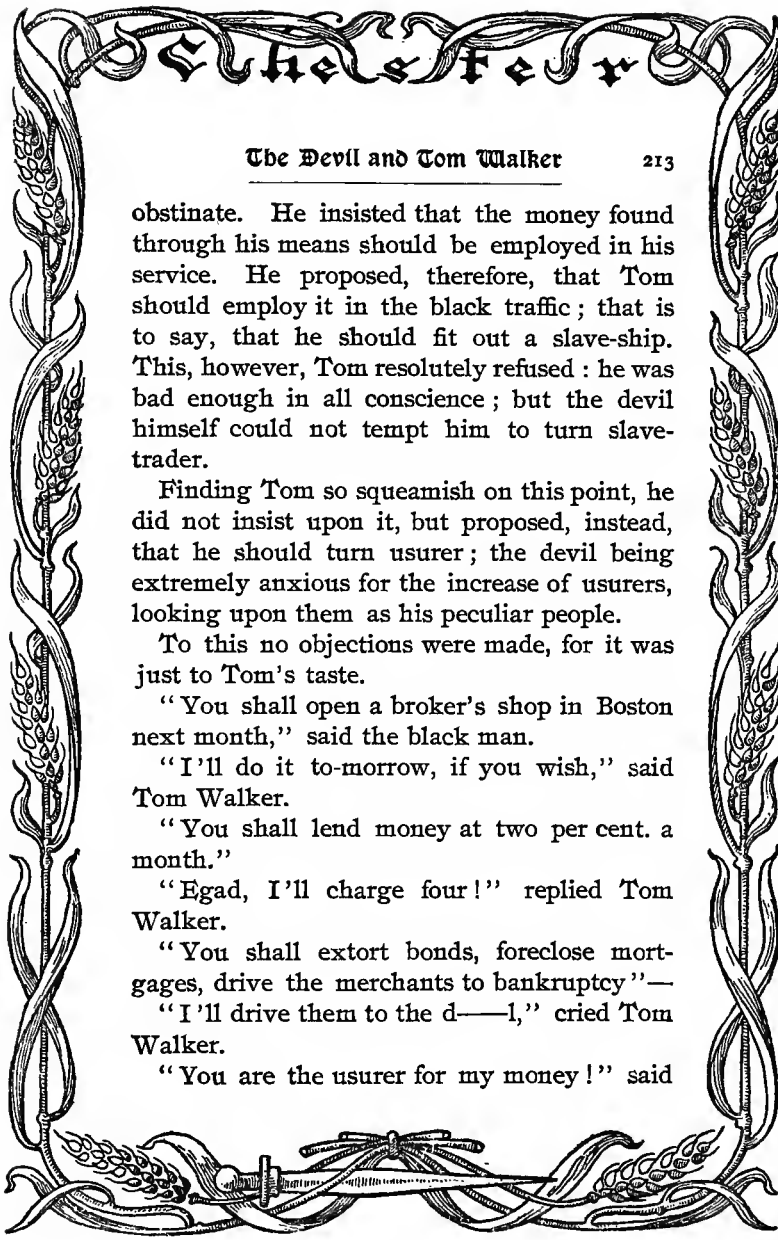 Chester
The Devil and Tom Walker 213
obstinate. He insisted that the money found
through his means should be employed in his
service. He proposed, therefore, that Tom
should employ it in the black traffic; that is
to say, that he should fit out a slave-ship.
This, however, Tom resolutely refused: he was
bad enough in all conscience; but the devil
himself could not tempt him to turn slave-
trader.
Finding Tom so squeamish on this point, he
did not insist upon it, but proposed, instead,
that he should turn usurer; the devil being
extremely anxious for the increase of usurers,
looking upon them as his peculiar people.
To this no objections were made, for it was
just to Tom's taste.
"You shall open a broker's shop in Boston
next month," said the black man.
"I'll do it to-morrow, if you wish," said
Tom Walker.
"You shall lend money at two per cent. a
month."
"Egad, I'll charge four!" replied Tom
Walker.
"You shall extort bonds, foreclose mort-
gages, drive the merchants to bankruptcy"—
"I'll drive them to the d——l," cried Tom
Walker.
"You are the usurer for my money!" said